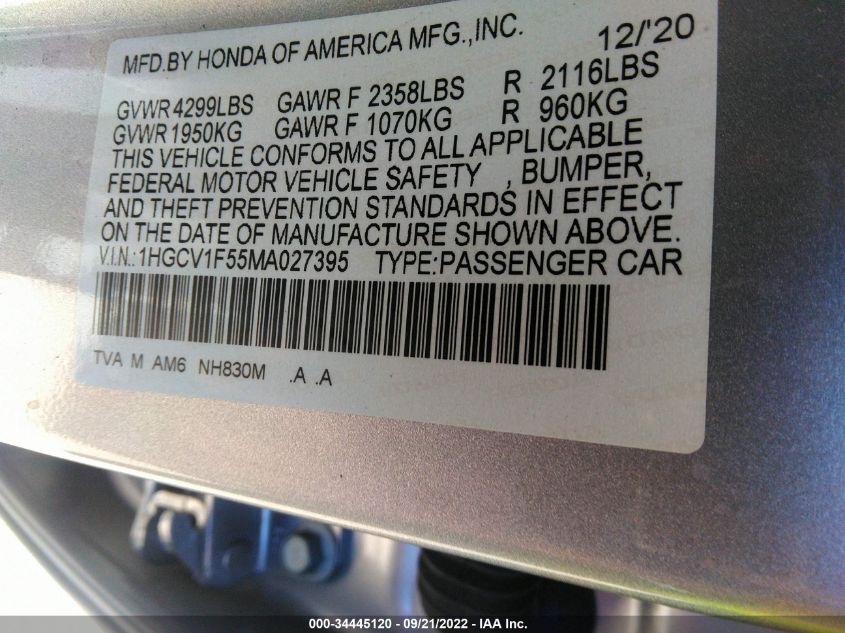 MFD.BY HONDA OF AMERICA MFG.,INC. 12/'20
GVWR 4299LBS GAWR F 2358LBS R 2116LBS
GVWR 1950KG GAWR F 1070KG R 960KG
THIS VEHICLE CONFORMS TO ALL APPLICABLE
FEDERAL MOTOR VEHICLE SAFETY , BUMPER,
AND THEFT PREVENTION STANDARDS IN EFFECT
ON THE DATE OF MANUFACTURE SHOWN ABOVE.
V.I.N.:1HGCV1F55MA027395 TYPE:PASSENGER CAR
TVA M AM6 NH830M .A .A
000-34445120 - 09/21/2022 - IAA Inc.